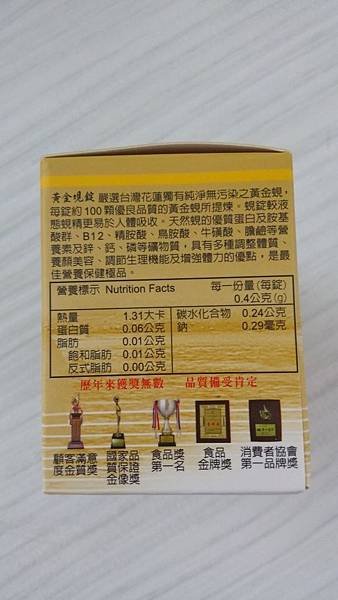 黃金蜆錠 嚴選台灣花蓮獨有純淨無污染之黃金蜆，
每錠約100顆優良品質的黃金蜆所提煉。蜆錠較液
態蜆精更易於人體吸收。天然蜆的優質蛋白及胺基
酸群、B12、精胺酸、鳥胺酸、牛磺酸、膽鹼等營
養素及鋅、鈣、磷等礦物質，具有多種調整體質、
養顏美容、調節生理機能及增強體力的優點，是最
佳營養保健極品。
營養標示 Nutrition Facts
每一份量(每錠)
0.4公克(g)
熱量 1.31大卡
蛋白質 0.06公克
脂肪 0.01公克
飽和脂肪 0.01公克
反式脂肪 0.00公克
碳水化合物 0.24公克
鈉 0.29毫克
歷年來獲獎無數 品質備受肯定
顧客滿意
度金質獎
國家品
質保證
金像獎
食品獎
第一名
食品
金牌獎
消費者協會
第一品牌獎